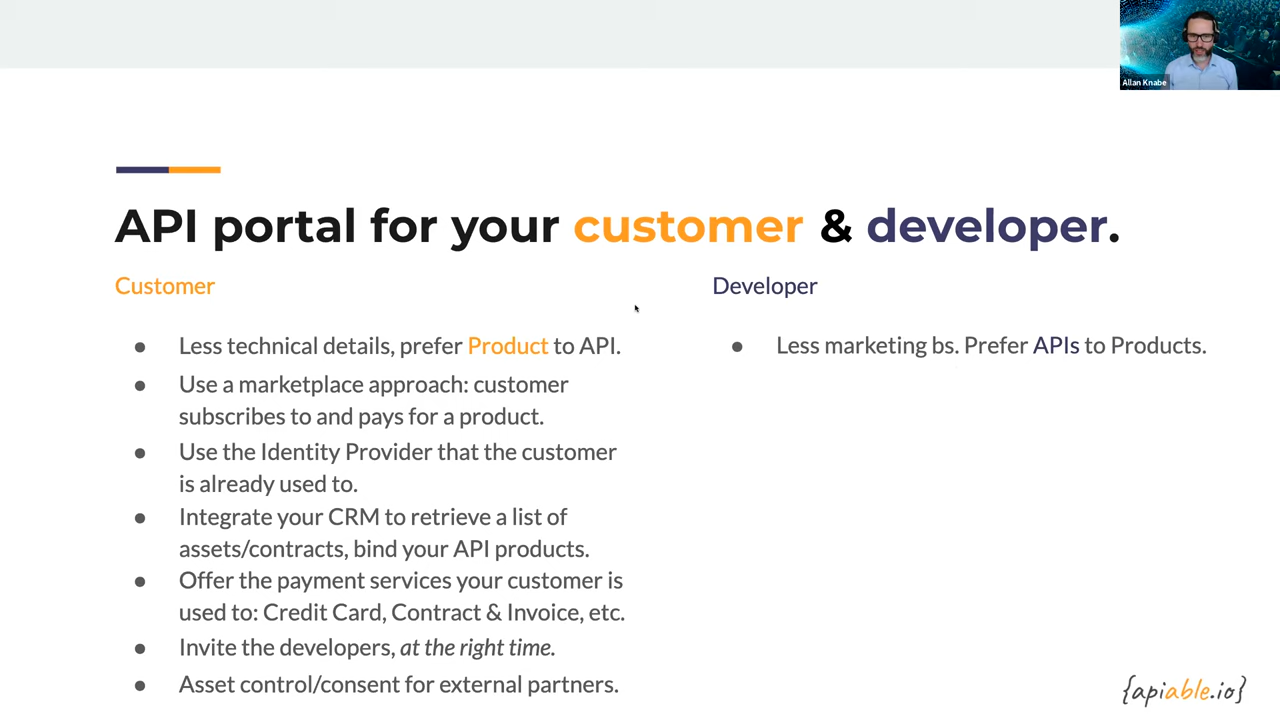 Allan Knabe
API portal for your customer & developer.
Customer
● Less technical details, prefer Product to API.
● Use a marketplace approach: customer
subscribes to and pays for a product.
● Use the Identity Provider that the customer
is already used to.
● Integrate your CRM to retrieve a list of
assets/contracts, bind your API products.
● Offer the payment services your customer is
used to: Credit Card, Contract & Invoice, etc.
● Invite the developers, at the right time.
● Asset control/consent for external partners.
Developer
● Less marketing bs. Prefer APIs to Products.
{apiable.io}